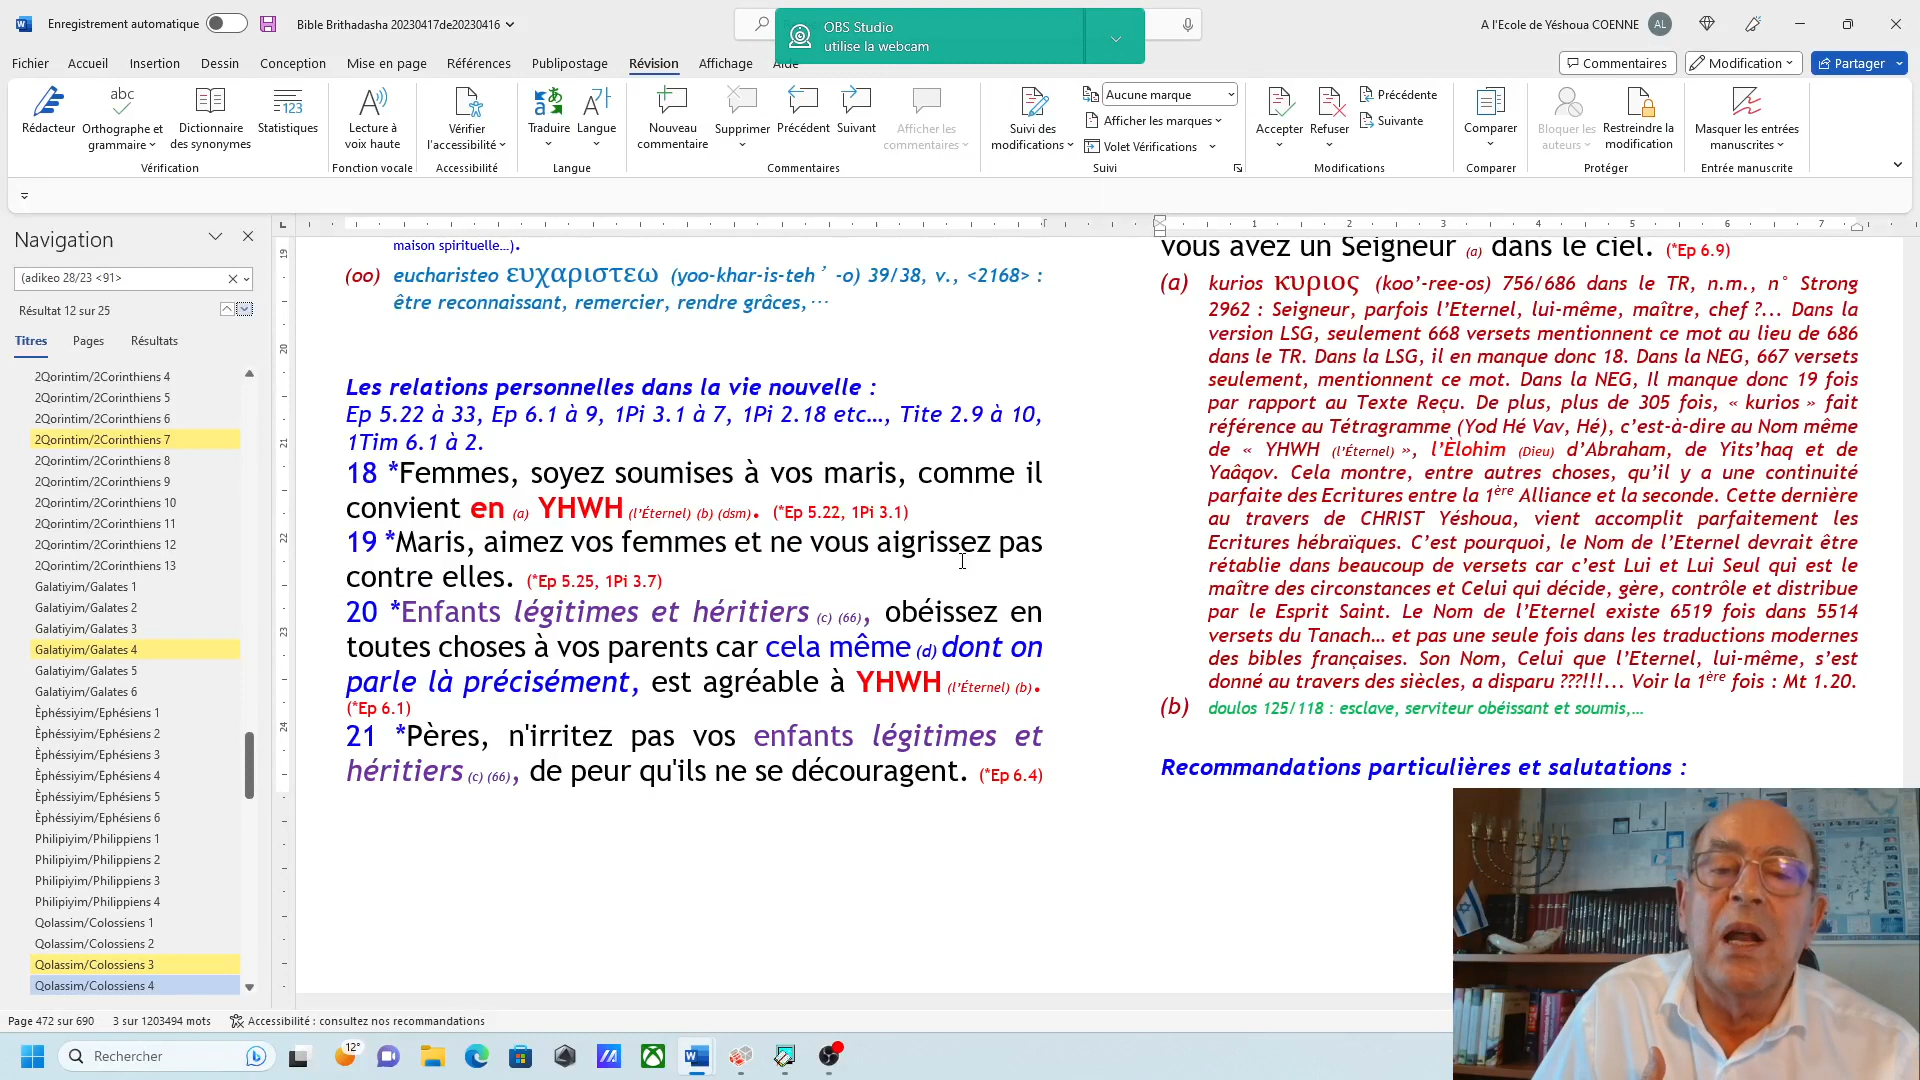 Enregistrement automatique
Bible Brithadasha 20230417de20230416
OBS Studio
utilise la webcam
A l'Ecole de Yéshoua COENNE
AL
Fichier Accueil Insertion Dessin Conception Mise en page Références Publipostage Révision Affichage Aide
Commentaires
Modification
Partager
Rédacteur
Orthographe et grammaire
Dictionnaire des synonymes
Statistiques
Vérification
Lecture à voix haute
Fonction vocale
Vérifier l'accessibilité
Accessibilité
Traduire
Langue
Langue
Nouveau commentaire
Supprimer
Précédent
Suivant
Afficher les commentaires
Commentaires
Suivi des modifications
Aucune marque
Afficher les marques
Volet Vérifications
Suivi
Accepter
Refuser
Précédente
Suivante
Modifications
Comparer
Comparer
Bloquer les auteurs
Restreindre la modification
Protéger
Masquer les entrées manuscrites
Entrée manuscrite
Navigation
(adikeo 28/23 <91>
Résultat 12 sur 25
Titres Pages Résultats
2Qorintim/2Corinthiens 4
2Qorintim/2Corinthiens 5
2Qorintim/2Corinthiens 6
2Qorintim/2Corinthiens 7
2Qorintim/2Corinthiens 8
2Qorintim/2Corinthiens 9
2Qorintim/2Corinthiens 10
2Qorintim/2Corinthiens 11
2Qorintim/2Corinthiens 12
2Qorintim/2Corinthiens 13
Galatiyim/Galates 1
Galatiyim/Galates 2
Galatiyim/Galates 3
Galatiyim/Galates 4
Galatiyim/Galates 5
Galatiyim/Galates 6
Èphéssiyim/Ephésiens 1
Èphéssiyim/Ephésiens 2
Èphéssiyim/Ephésiens 3
Èphéssiyim/Ephésiens 4
Èphéssiyim/Ephésiens 5
Èphéssiyim/Ephésiens 6
Philipiyim/Philippiens 1
Philipiyim/Philippiens 2
Philipiyim/Philippiens 3
Philipiyim/Philippiens 4
Qolassim/Colossiens 1
Qolassim/Colossiens 2
Qolassim/Colossiens 3
Qolassim/Colossiens 4
maison spirituelle...).
(oo) eucharisteo ευχαριστεω (yoo-khar-is-teh' -o) 39/38, v., <2168> :
être reconnaissant, remercier, rendre grâces,…
Les relations personnelles dans la vie nouvelle :
Ep 5.22 à 33, Ep 6.1 à 9, 1Pi 3.1 à 7, 1Pi 2.18 etc…, Tite 2.9 à 10,
1Tim 6.1 à 2.
18 *Femmes, soyez soumises à vos maris, comme il
convient en (a) YHWH (l'Éternel) (b) (dsm). (*Ep 5.22, 1Pi 3.1)
19 *Maris, aimez vos femmes et ne vous aigrissez pas
contre elles. (*Ep 5.25, 1Pi 3.7)
20 *Enfants légitimes et héritiers (c) (66), obéissez en
toutes choses à vos parents car cela même (d) dont on
parle là précisément, est agréable à YHWH (l'Éternel) (b).
(*Ep 6.1)
21 *Pères, n'irritez pas vos enfants légitimes et
héritiers (c) (66), de peur qu'ils ne se découragent. (*Ep 6.4)
vous avez un Seigneur (a) dans le ciel. (*Ep 6.9)
(a) kurios κυριος (koo'-ree-os) 756/686 dans le TR, n.m., n° Strong
2962 : Seigneur, parfois l'Eternel, lui-même, maître, chef ?... Dans la
version LSG, seulement 668 versets mentionnent ce mot au lieu de 686
dans le TR. Dans la LSG, il en manque donc 18. Dans la NEG, 667 versets
seulement, mentionnent ce mot. Dans la NEG, Il manque donc 19 fois
par rapport au Texte Reçu. De plus, plus de 305 fois, « kurios » fait
référence au Tétragramme (Yod Hé Vav, Hé), c'est-à-dire au Nom même
de « YHWH (l'Éternel) », l'Èlohim (Dieu) d'Abraham, de Yits'haq et de
Yaâqov. Cela montre, entre autres choses, qu'il y a une continuité
parfaite des Ecritures entre la 1ère Alliance et la seconde. Cette dernière
au travers de CHRIST Yéshoua, vient accomplit parfaitement les
Ecritures hébraïques. C'est pourquoi, le Nom de l'Eternel devrait être
rétablie dans beaucoup de versets car c'est Lui et Lui Seul qui est le
maître des circonstances et Celui qui décide, gère, contrôle et distribue
par le Esprit Saint. Le Nom de l'Eternel existe 6519 fois dans 5514
versets du Tanach… et pas une seule fois dans les traductions modernes
des bibles françaises. Son Nom, Celui que l'Eternel, lui-même, s'est
donné au travers des siècles, a disparu ???!!!... Voir la 1ère fois : Mt 1.20.
(b) doulos 125/118 : esclave, serviteur obéissant et soumis,…
Recommandations particulières et salutations :
Page 472 sur 690 3 sur 1203494 mots Accessibilité : consultez nos recommandations
Rechercher
12°